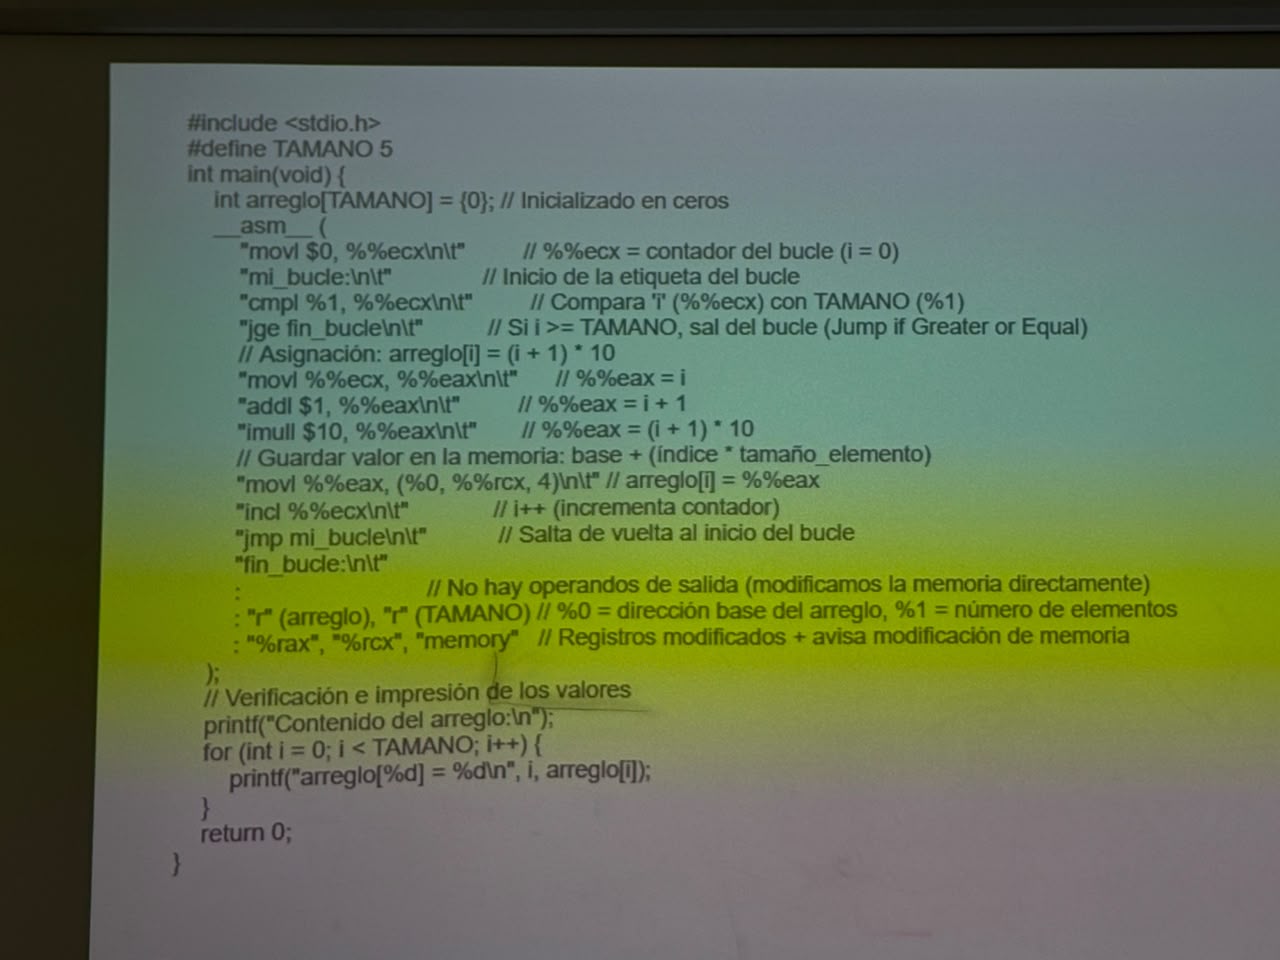 #include <stdio.h>
#define TAMANO 5
int main(void) {
int arreglo[TAMANO] = {0}; // Inicializado en ceros
__asm__ (
"movl $0, %%ecx\n\t" // %%ecx = contador del bucle (i = 0)
"mi_bucle:\n\t" // Inicio de la etiqueta del bucle
"cmpl %1, %%ecx\n\t" // Compara 'i' (%%ecx) con TAMANO (%1)
"jge fin_bucle\n\t" // Si i >= TAMANO, sal del bucle (Jump if Greater or Equal)
// Asignación: arreglo[i] = (i + 1) * 10
"movl %%ecx, %%eax\n\t" // %%eax = i
"addl $1, %%eax\n\t" // %%eax = i + 1
"imull $10, %%eax\n\t" // %%eax = (i + 1) * 10
// Guardar valor en la memoria: base + (índice * tamaño_elemento)
"movl %%eax, (%0, %%rcx, 4)\n\t" // arreglo[i] = %%eax
"incl %%ecx\n\t" // i++ (incrementa contador)
"jmp mi_bucle\n\t" // Salta de vuelta al inicio del bucle
"fin_bucle:\n\t"
: // No hay operandos de salida (modificamos la memoria directamente)
: "r" (arreglo), "r" (TAMANO) // %0 = dirección base del arreglo, %1 = número de elementos
: "%rax", "%rcx", "memory" // Registros modificados + avisa modificación de memoria
);
// Verificación e impresión de los valores
printf("Contenido del arreglo:\n");
for (int i = 0; i < TAMANO; i++) {
printf("arreglo[%d] = %d\n", i, arreglo[i]);
}
return 0;
}